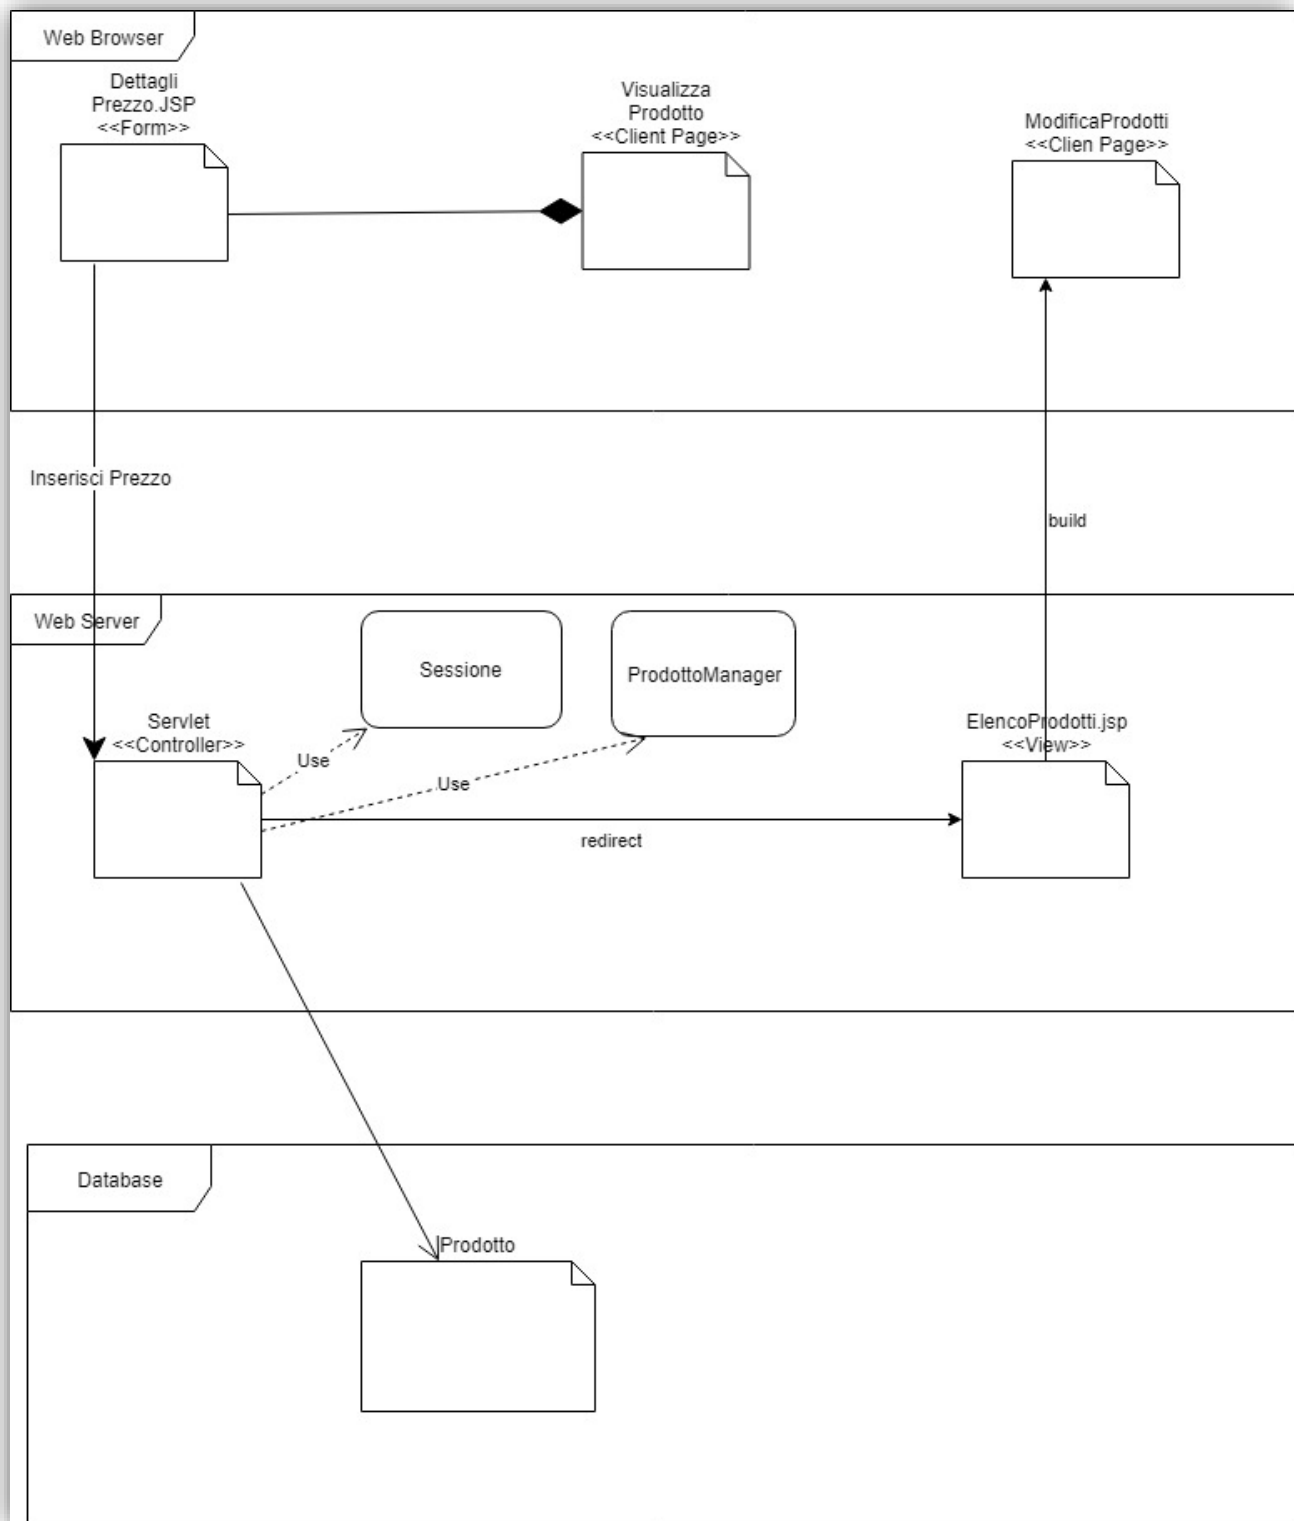 Web Browser
Dettagli
Prezzo.JSP
<<Form>>
Visualizza
Prodotto
<<Client Page>>
ModificaProdotti
<<Clien Page>>
Inserisci Prezzo
build
Web Server
Sessione
ProdottoManager
Servlet
<<Controller>>
ElencoProdotti.jsp
<<View>>
Use
Use
redirect
Database
Prodotto